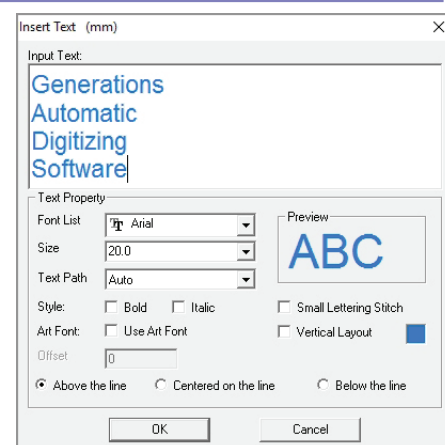 Insert Text (mm)
Input Text:
Generations
Automatic
Digitizing
Software
Text Property
Font List Arial
Preview
ABC
Size 20.0
Text Path Auto
Style: Bold Italic Small Lettering Stitch
Art Font: Use Art Font Vertical Layout
Offset 0
Above the line Centered on the line Below the line
OK Cancel